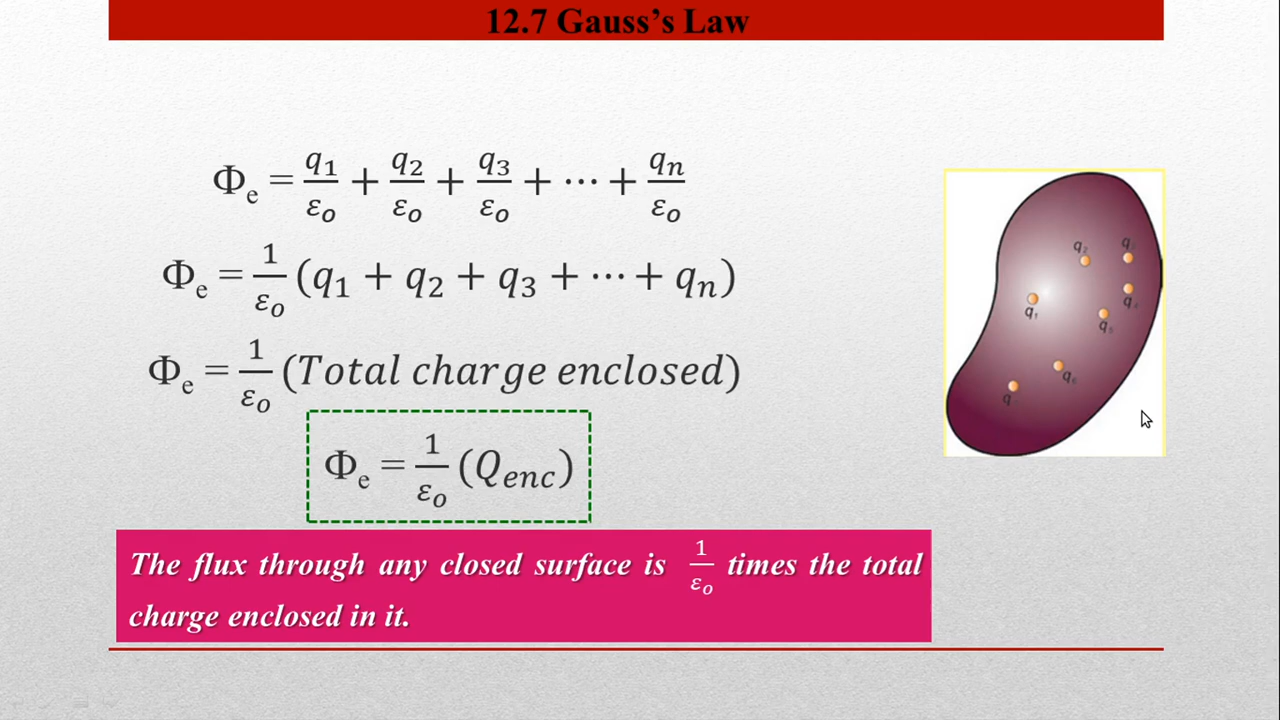 12.7 Gauss's Law
Φₑ = q₁/εₒ + q₂/εₒ + q₃/εₒ + ⋯ + qₙ/εₒ
Φₑ = 1/εₒ (q₁ + q₂ + q₃ + ⋯ + qₙ)
Φₑ = 1/εₒ (Total charge enclosed)
Φₑ = 1/εₒ (Q_enc)
The flux through any closed surface is 1/εₒ times the total
charge enclosed in it.
q₂
q₁
q₄
q₅
q₆
q